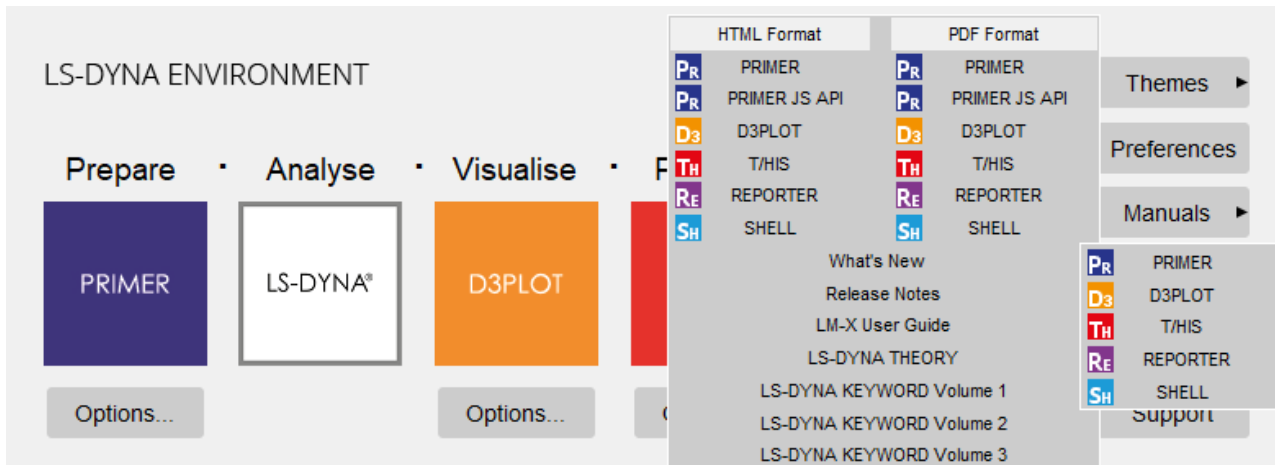 LS-DYNA ENVIRONMENT
Prepare · Analyse · Visualise ·
PRIMER
LS-DYNA®
D3PLOT
Options...
Options...
HTML Format PDF Format
PR PRIMER PR PRIMER
PR PRIMER JS API PR PRIMER JS API
D3 D3PLOT D3 D3PLOT
TH T/HIS TH T/HIS
RE REPORTER RE REPORTER
SH SHELL SH SHELL
What's New
Release Notes
LM-X User Guide
LS-DYNA THEORY
LS-DYNA KEYWORD Volume 1
LS-DYNA KEYWORD Volume 2
LS-DYNA KEYWORD Volume 3
Themes
Preferences
Manuals
PR PRIMER
D3 D3PLOT
TH T/HIS
RE REPORTER
SH SHELL
Support